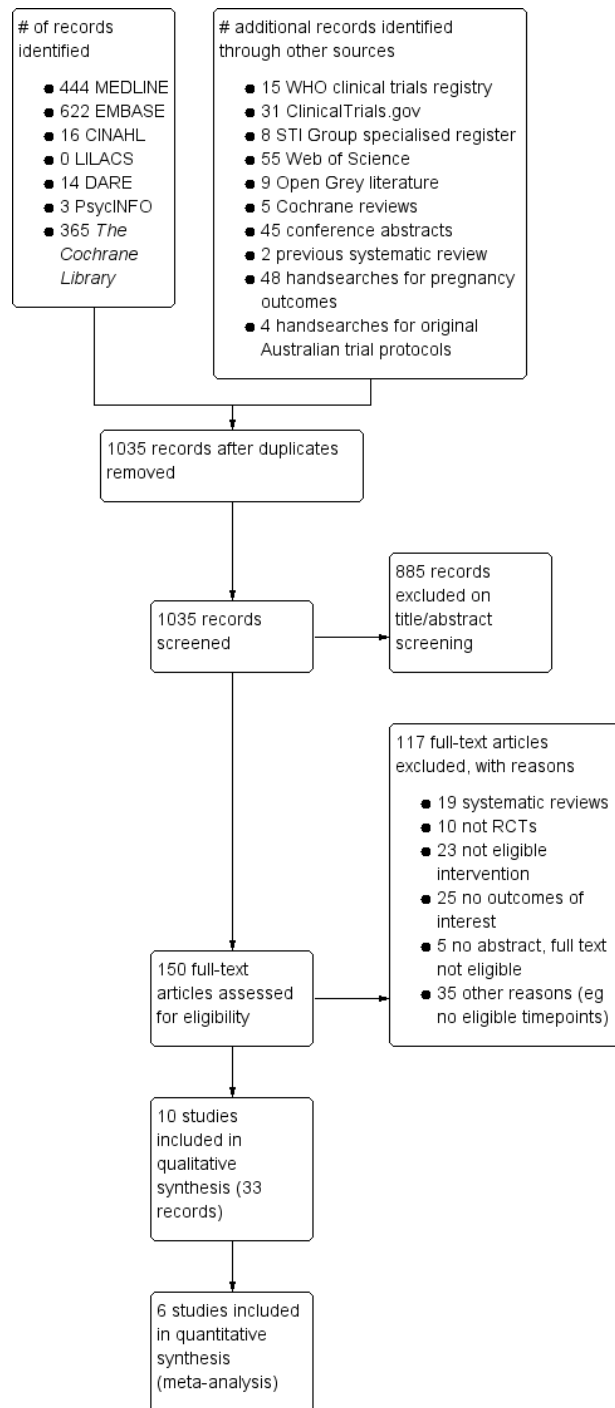 # of records
identified
● 444 MEDLINE
● 622 EMBASE
● 16 CINAHL
● 0 LILACS
● 14 DARE
● 3 PsycINFO
● 365 The
Cochrane
Library
# additional records identified
through other sources
● 15 WHO clinical trials registry
● 31 ClinicalTrials.gov
● 8 STI Group specialised register
● 55 Web of Science
● 9 Open Grey literature
● 5 Cochrane reviews
● 45 conference abstracts
● 2 previous systematic review
● 48 handsearches for pregnancy
outcomes
● 4 handsearches for original
Australian trial protocols
1035 records after duplicates
removed
1035 records
screened
885 records
excluded on
title/abstract
screening
150 full-text
articles assessed
for eligibility
117 full-text articles
excluded, with reasons
● 19 systematic reviews
● 10 not RCTs
● 23 not eligible
intervention
● 25 no outcomes of
interest
● 5 no abstract, full text
not eligible
● 35 other reasons (eg
no eligible timepoints)
10 studies
included in
qualitative
synthesis (33
records)
6 studies included
in quantitative
synthesis
(meta-analysis)